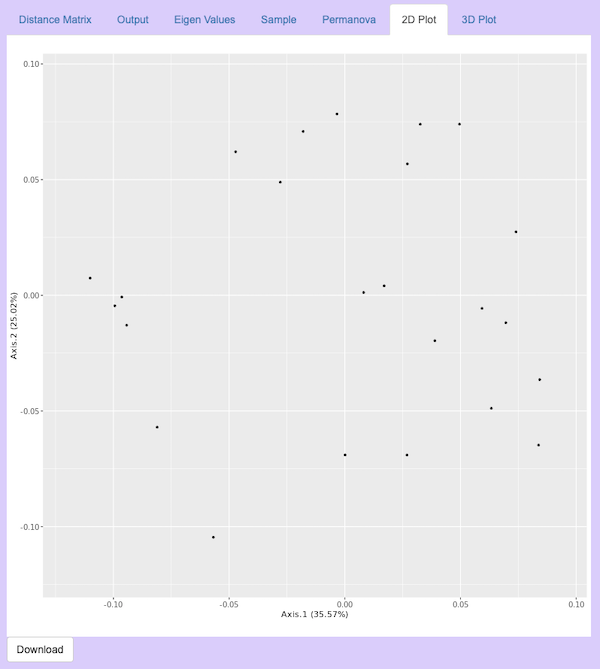 Distance Matrix Output Eigen Values Sample Permanova 2D Plot 3D Plot
0.10
0.05
0.00
-0.05
-0.10
Axis.2 (25.02%)
-0.10 -0.05 0.00 0.05 0.10
Axis.1 (35.57%)
Download